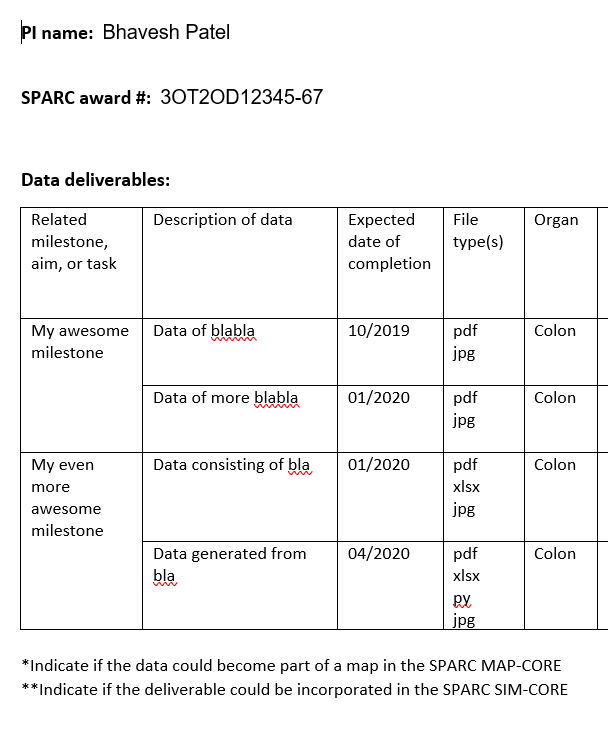 PI name: Bhavesh Patel
SPARC award #: 3OT2OD12345-67
Data deliverables:
Related milestone, aim, or task	Description of data	Expected date of completion	File type(s)	Organ
My awesome milestone	Data of blabla	10/2019	pdf jpg	Colon
Data of more blabla	01/2020	pdf jpg	Colon
My even more awesome milestone	Data consisting of bla	01/2020	pdf xlsx jpg	Colon
Data generated from bla	04/2020	pdf xlsx py jpg	Colon
*Indicate if the data could become part of a map in the SPARC MAP-CORE
**Indicate if the deliverable could be incorporated in the SPARC SIM-CORE